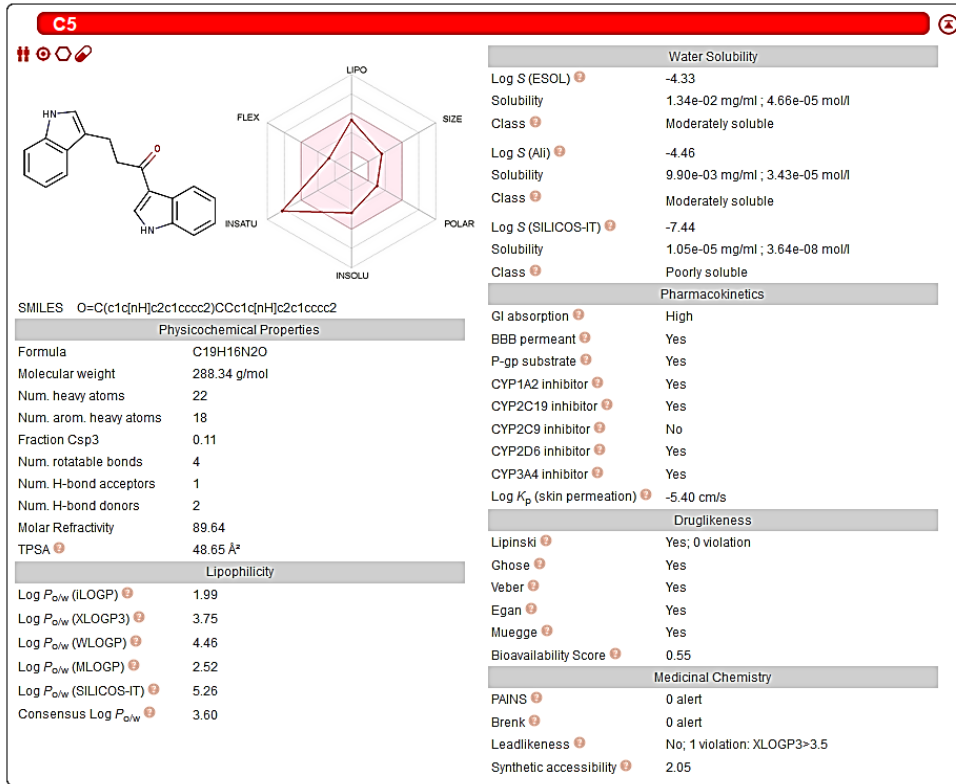 C5
LIPO
FLEX
SIZE
HN
O
INSATU
POLAR
HN
INSOLU
SMILES O=C(c1c[nH]c2c1cccc2)CCc1c[nH]c2c1cccc2
Physicochemical Properties
Formula C19H16N2O
Molecular weight 288.34 g/mol
Num. heavy atoms 22
Num. arom. heavy atoms 18
Fraction Csp3 0.11
Num. rotatable bonds 4
Num. H-bond acceptors 1
Num. H-bond donors 2
Molar Refractivity 89.64
TPSA ? 48.65 Å²
Lipophilicity
Log Po/w (iLOGP) ? 1.99
Log Po/w (XLOGP3) ? 3.75
Log Po/w (WLOGP) ? 4.46
Log Po/w (MLOGP) ? 2.52
Log Po/w (SILICOS-IT) ? 5.26
Consensus Log Po/w ? 3.60
Water Solubility
Log S (ESOL) ? -4.33
Solubility 1.34e-02 mg/ml ; 4.66e-05 mol/l
Class ? Moderately soluble
Log S (Ali) ? -4.46
Solubility 9.90e-03 mg/ml ; 3.43e-05 mol/l
Class ? Moderately soluble
Log S (SILICOS-IT) ? -7.44
Solubility 1.05e-05 mg/ml ; 3.64e-08 mol/l
Class ? Poorly soluble
Pharmacokinetics
GI absorption ? High
BBB permeant ? Yes
P-gp substrate ? Yes
CYP1A2 inhibitor ? Yes
CYP2C19 inhibitor ? Yes
CYP2C9 inhibitor ? No
CYP2D6 inhibitor ? Yes
CYP3A4 inhibitor ? Yes
Log Kp (skin permeation) ? -5.40 cm/s
Druglikeness
Lipinski ? Yes; 0 violation
Ghose ? Yes
Veber ? Yes
Egan ? Yes
Muegge ? Yes
Bioavailability Score ? 0.55
Medicinal Chemistry
PAINS ? 0 alert
Brenk ? 0 alert
Leadlikeness ? No; 1 violation: XLOGP3>3.5
Synthetic accessibility ? 2.05